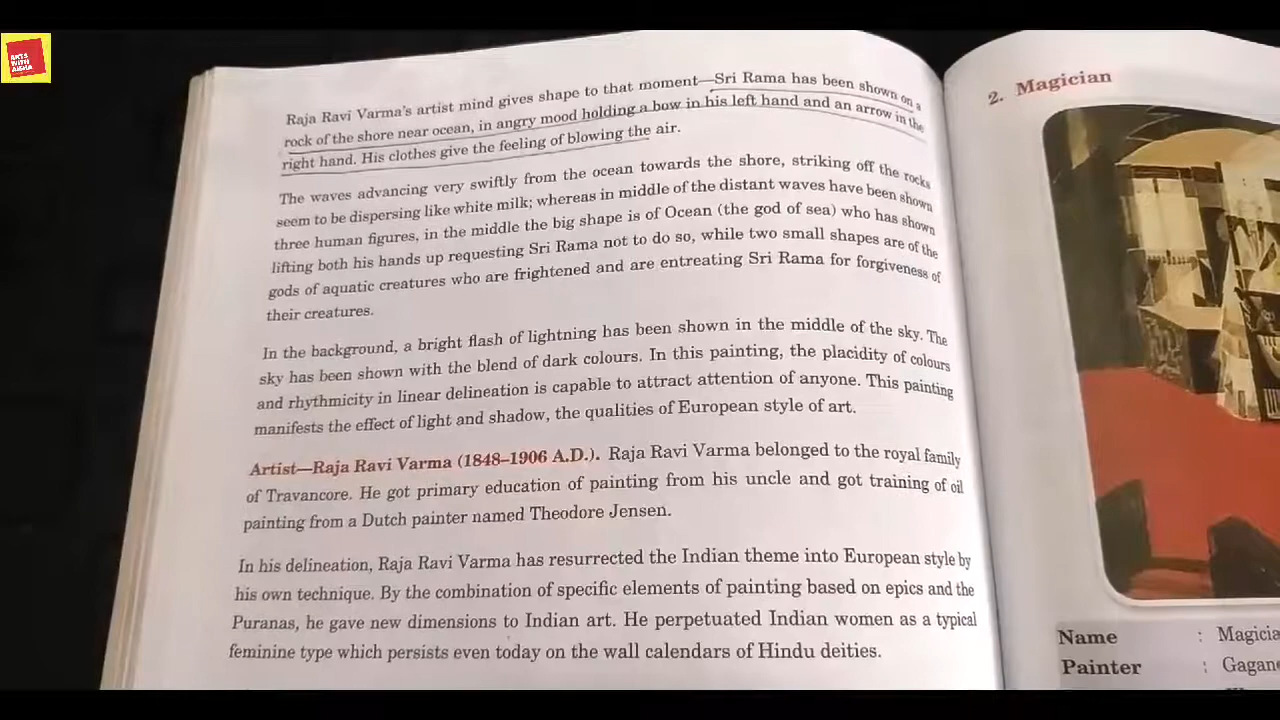 ARTS
WITH
AISHA
Raja Ravi Varma's artist mind gives shape to that moment—Sri Rama has been shown on a
rock of the shore near ocean, in angry mood holding a bow in his left hand and an arrow in the
right hand. His clothes give the feeling of blowing the air.
The waves advancing very swiftly from the ocean towards the shore, striking off the rocks
seem to be dispersing like white milk; whereas in middle of the distant waves have been shown
three human figures, in the middle the big shape is of Ocean (the god of sea) who has shown
lifting both his hands up requesting Sri Rama not to do so, while two small shapes are of the
gods of aquatic creatures who are frightened and are entreating Sri Rama for forgiveness of
their creatures.
In the background, a bright flash of lightning has been shown in the middle of the sky. The
sky has been shown with the blend of dark colours. In this painting, the placidity of colours
and rhythmicity in linear delineation is capable to attract attention of anyone. This painting
manifests the effect of light and shadow, the qualities of European style of art.
Artist—Raja Ravi Varma (1848–1906 A.D.). Raja Ravi Varma belonged to the royal family
of Travancore. He got primary education of painting from his uncle and got training of oil
painting from a Dutch painter named Theodore Jensen.
In his delineation, Raja Ravi Varma has resurrected the Indian theme into European style by
his own technique. By the combination of specific elements of painting based on epics and the
Puranas, he gave new dimensions to Indian art. He perpetuated Indian women as a typical
feminine type which persists even today on the wall calendars of Hindu deities.
2. Magician
Name : Magicia
Painter : Gagan